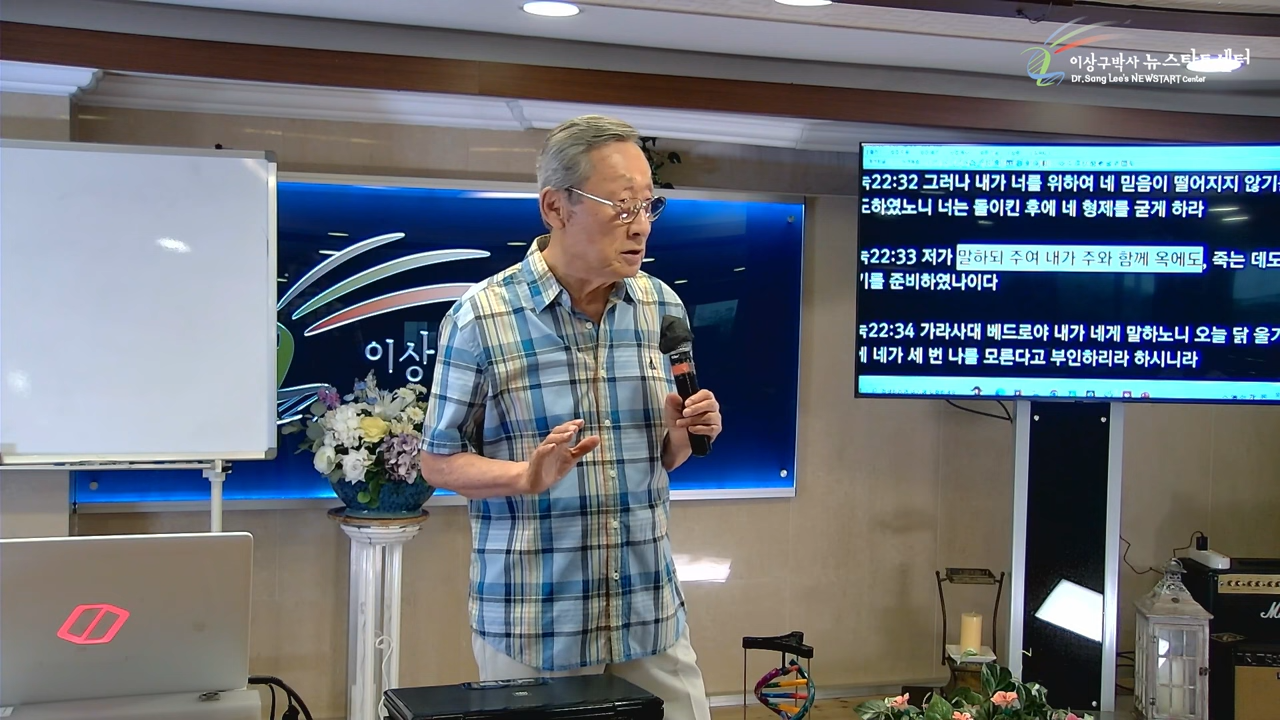 이상구박사 뉴스타트센터
Dr. Sang Lee's NEWSTART Center
이상
눅22:32 그러나 내가 너를 위하여 네 믿음이 떨어지지 않기를
도하였노니 너는 돌이킨 후에 네 형제를 굳게 하라
눅22:33 저가 말하되 주여 내가 주와 함께 옥에도, 죽는 데도
기를 준비하였나이다
눅22:34 가라사대 베드로야 내가 네게 말하노니 오늘 닭 울기
에 네가 세 번 나를 모른다고 부인하리라 하시니라